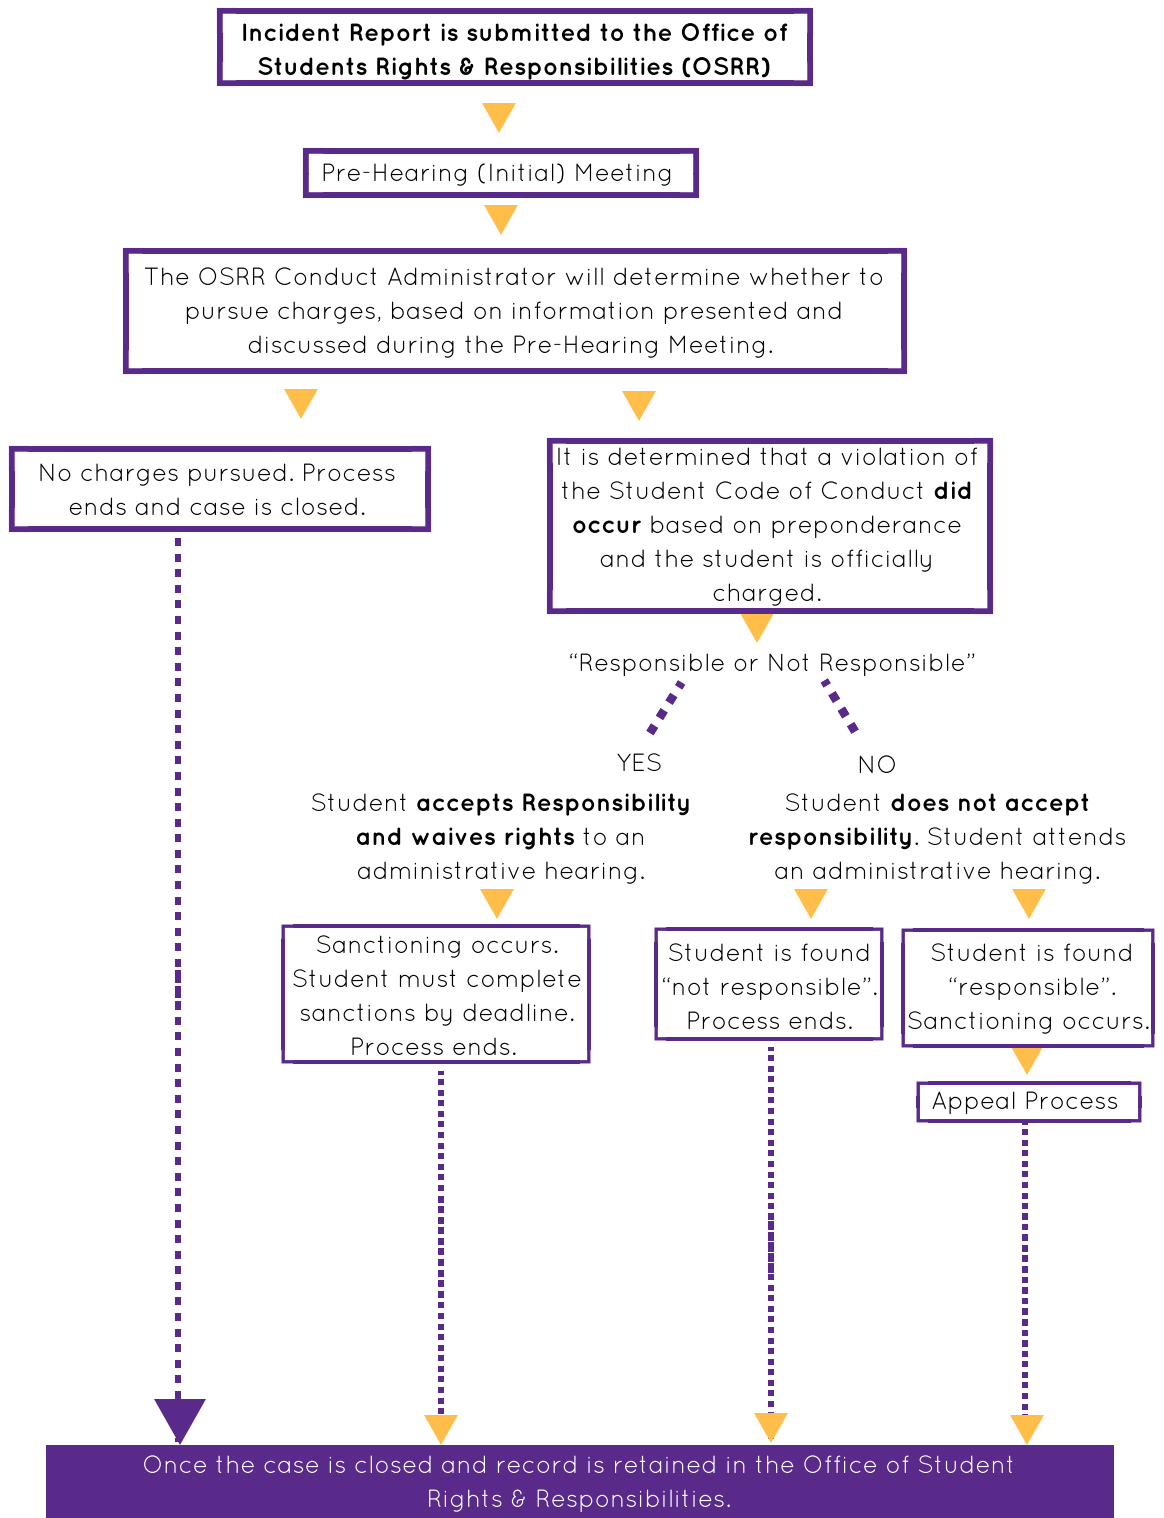 Incident Report is submitted to the Office of
Students Rights & Responsibilities (OSRR)
Pre-Hearing (Initial) Meeting
The OSRR Conduct Administrator will determine whether to
pursue charges, based on information presented and
discussed during the Pre-Hearing Meeting.
No charges pursued. Process
ends and case is closed.
It is determined that a violation of
the Student Code of Conduct did
occur based on preponderance
and the student is officially
charged.
“Responsible or Not Responsible”
YES
Student accepts Responsibility
and waives rights to an
administrative hearing.
NO
Student does not accept
responsibility. Student attends
an administrative hearing.
Sanctioning occurs.
Student must complete
sanctions by deadline.
Process ends.
Student is found
“not responsible”.
Process ends.
Student is found
“responsible”.
Sanctioning occurs.
Appeal Process
Once the case is closed and record is retained in the Office of Student
Rights & Responsibilities.